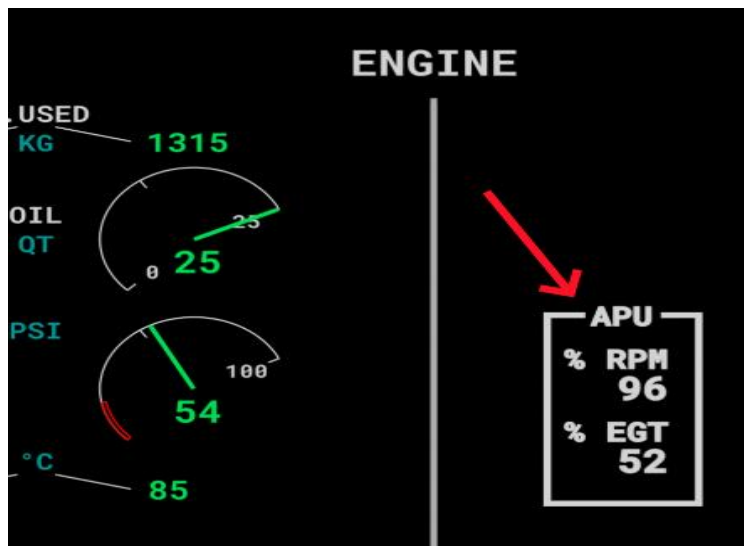 ENGINE
.USED
KG
1315
OIL
QT
25
0
25
PSI
100
54
°C
85
APU
% RPM
96
% EGT
52